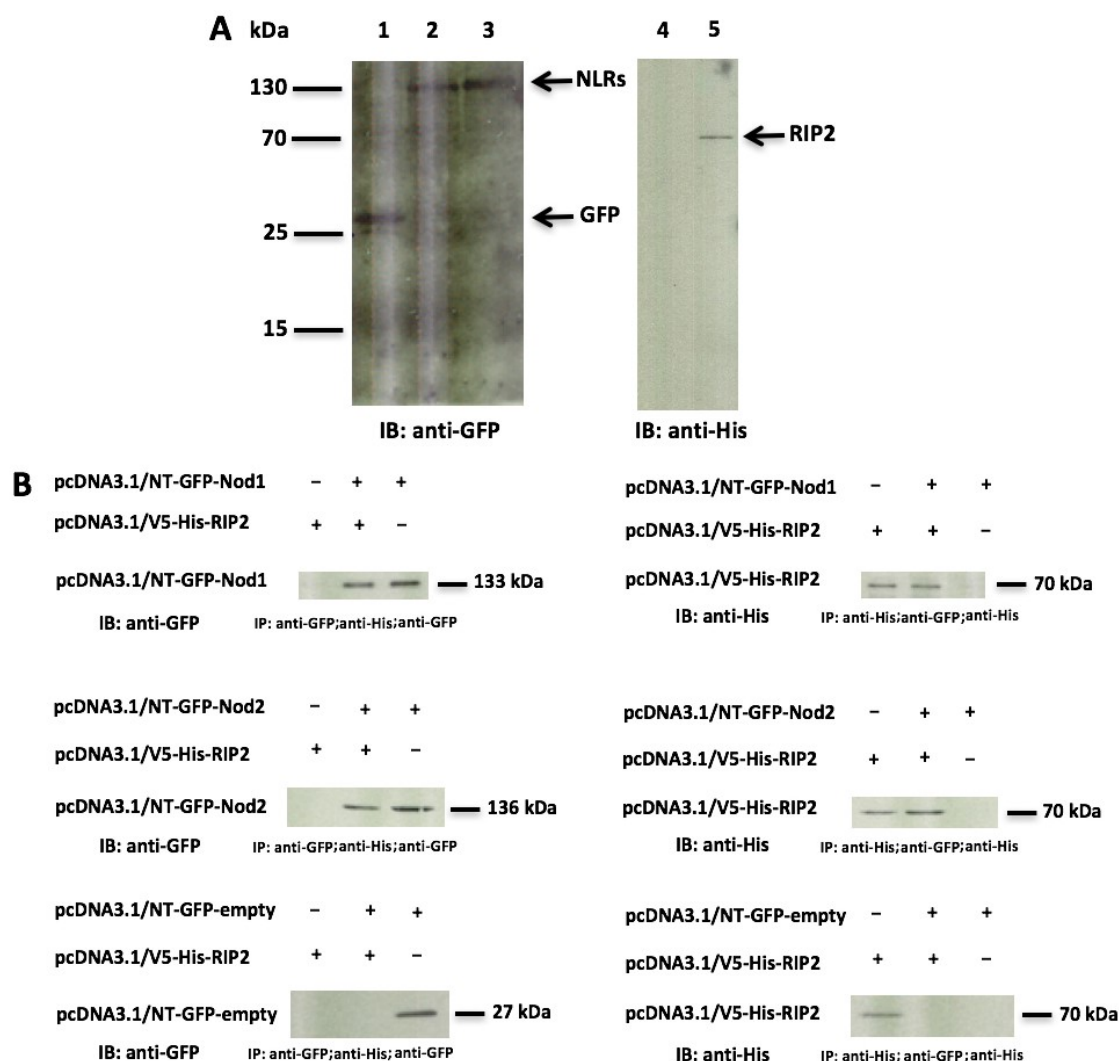 A kDa 1 2 3 4 5
130 NLRs
70 RIP2
GFP
25
15
IB: anti-GFP IB: anti-His
B
pcDNA3.1/NT-GFP-Nod1 – + +
pcDNA3.1/V5-His-RIP2 + + –
pcDNA3.1/NT-GFP-Nod1 133 kDa
IB: anti-GFP IP: anti-GFP;anti-His;anti-GFP
pcDNA3.1/NT-GFP-Nod1 – + +
pcDNA3.1/V5-His-RIP2 + + –
pcDNA3.1/V5-His-RIP2 70 kDa
IB: anti-His IP: anti-His;anti-GFP;anti-His
pcDNA3.1/NT-GFP-Nod2 – + +
pcDNA3.1/V5-His-RIP2 + + –
pcDNA3.1/NT-GFP-Nod2 136 kDa
IB: anti-GFP IP: anti-GFP;anti-His;anti-GFP
pcDNA3.1/NT-GFP-Nod2 – + +
pcDNA3.1/V5-His-RIP2 + + –
pcDNA3.1/V5-His-RIP2 70 kDa
IB: anti-His IP: anti-His;anti-GFP;anti-His
pcDNA3.1/NT-GFP-empty – + +
pcDNA3.1/V5-His-RIP2 + + –
pcDNA3.1/NT-GFP-empty 27 kDa
IB: anti-GFP IP: anti-GFP;anti-His; anti-GFP
pcDNA3.1/NT-GFP-empty – + +
pcDNA3.1/V5-His-RIP2 + + –
pcDNA3.1/V5-His-RIP2 70 kDa
IB: anti-His IP: anti-His;anti-GFP ;anti-His